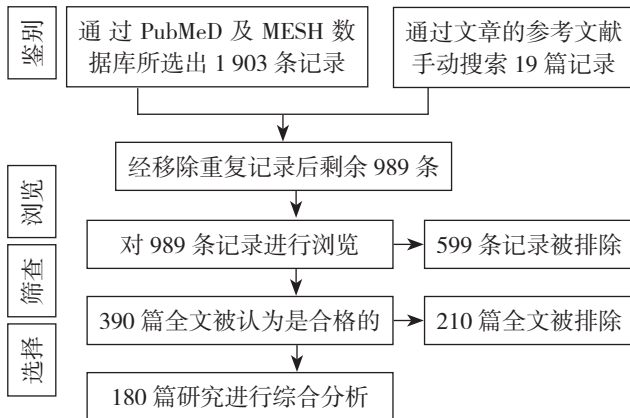 鉴别
通过 PubMeD 及 MESH 数
据库所选出 1 903 条记录
通过文章的参考文献
手动搜索 19 篇记录
经移除重复记录后剩余 989 条
浏览
对 989 条记录进行浏览
599 条记录被排除
筛查
390 篇全文被认为是合格的
210 篇全文被排除
选择
180 篇研究进行综合分析